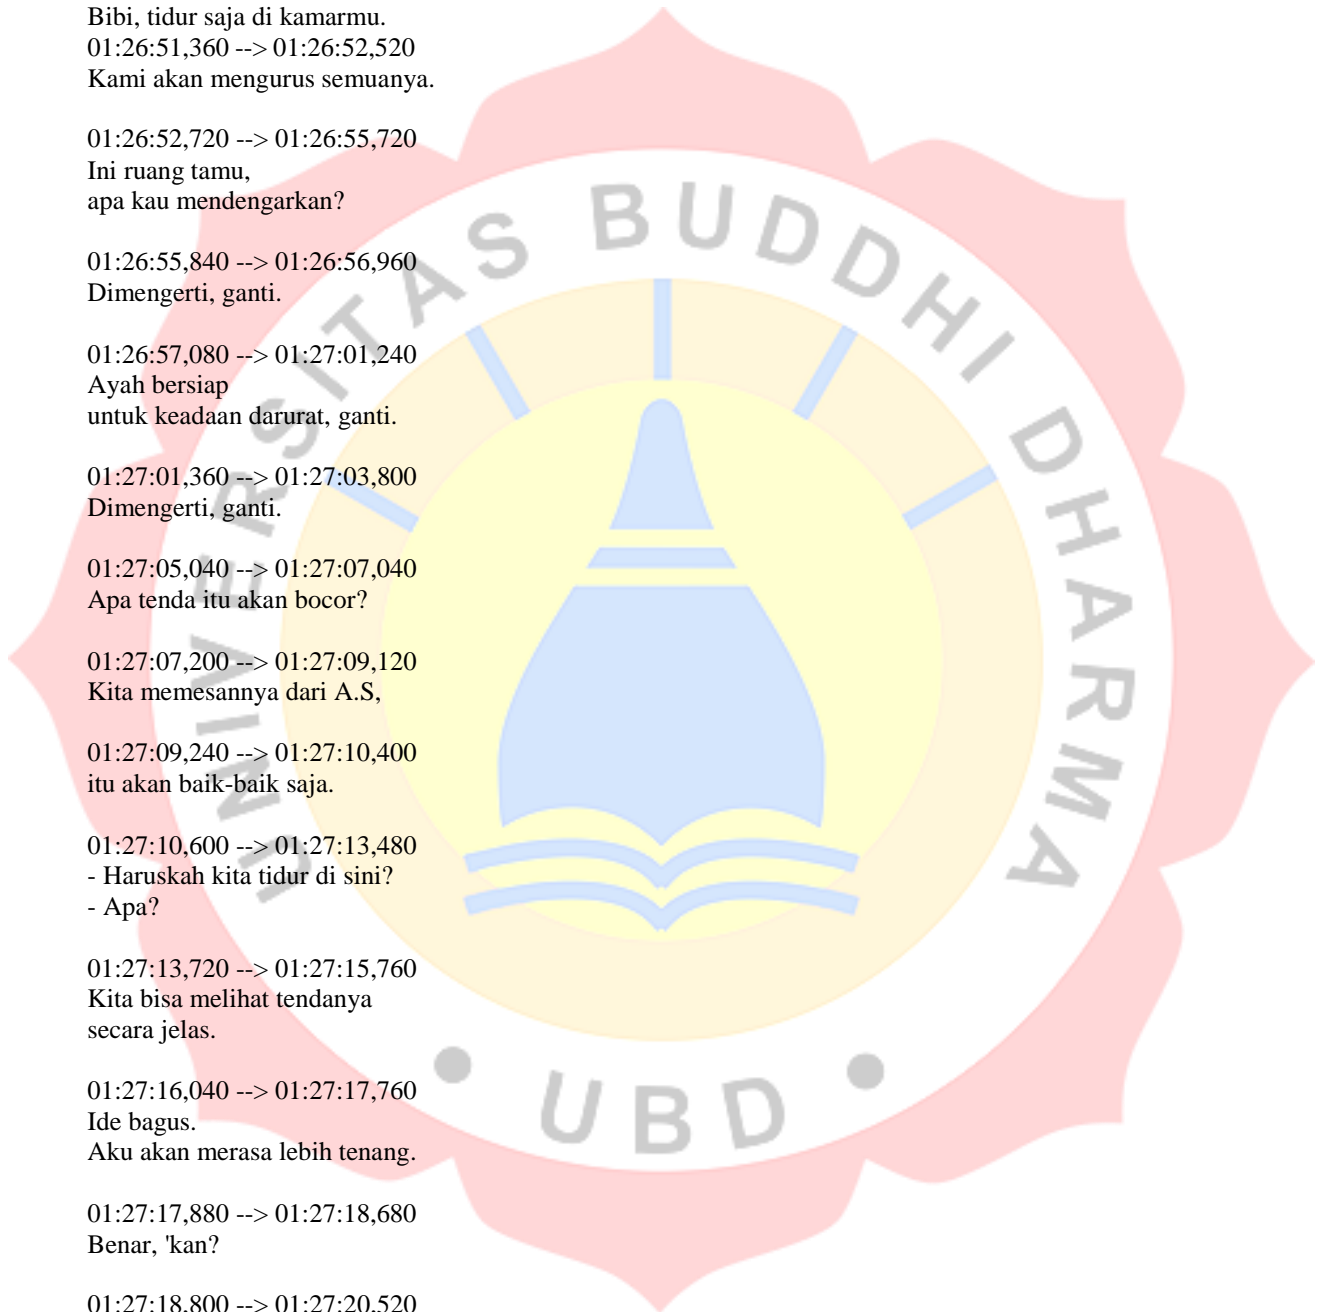 Bibi, tidur saja di kamarmu.
01:26:51,360 --> 01:26:52,520
Kami akan mengurus semuanya.
01:26:52,720 --> 01:26:55,720
Ini ruang tamu,
apa kau mendengarkan?
01:26:55,840 --> 01:26:56,960
Dimengerti, ganti.
01:26:57,080 --> 01:27:01,240
Ayah bersiap
untuk keadaan darurat, ganti.
01:27:01,360 --> 01:27:03,800
Dimengerti, ganti.
01:27:05,040 --> 01:27:07,040
Apa tenda itu akan bocor?
01:27:07,200 --> 01:27:09,120
Kita memesannya dari A.S,
01:27:09,240 --> 01:27:10,400
itu akan baik-baik saja.
01:27:10,600 --> 01:27:13,480
- Haruskah kita tidur di sini?
- Apa?
01:27:13,720 --> 01:27:15,760
Kita bisa melihat tendanya
secara jelas.
01:27:16,040 --> 01:27:17,760
Ide bagus.
Aku akan merasa lebih tenang.
01:27:17,880 --> 01:27:18,680
Benar, 'kan?
01:27:18,800 --> 01:27:20,520
UNIVERSITAS BUDDHI DHARMA
• UBD •